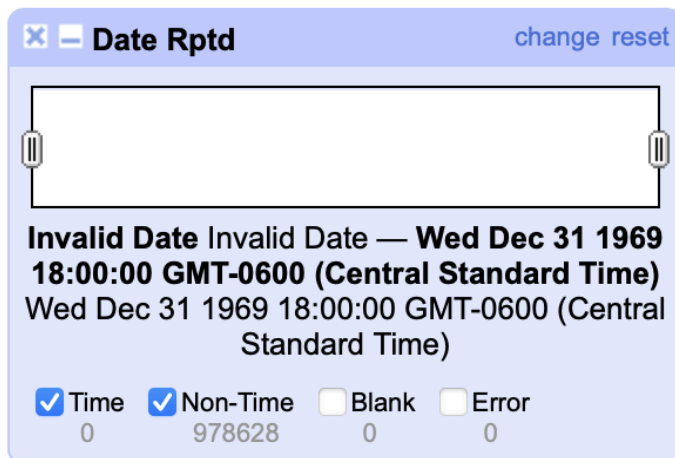 Date Rptd change reset
Invalid Date Invalid Date — Wed Dec 31 1969
18:00:00 GMT-0600 (Central Standard Time)
Wed Dec 31 1969 18:00:00 GMT-0600 (Central
Standard Time)
Time Non-Time Blank Error
0 978628 0 0